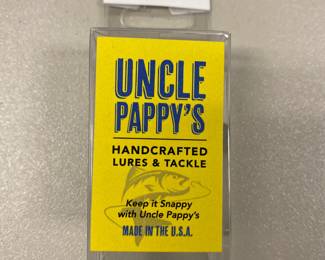 UNCLE
PAPPY'S
HANDCRAFTED
LURES & TACKLE
Keep it Snappy
with Uncle Pappy's
MADE IN THE U.S.A.